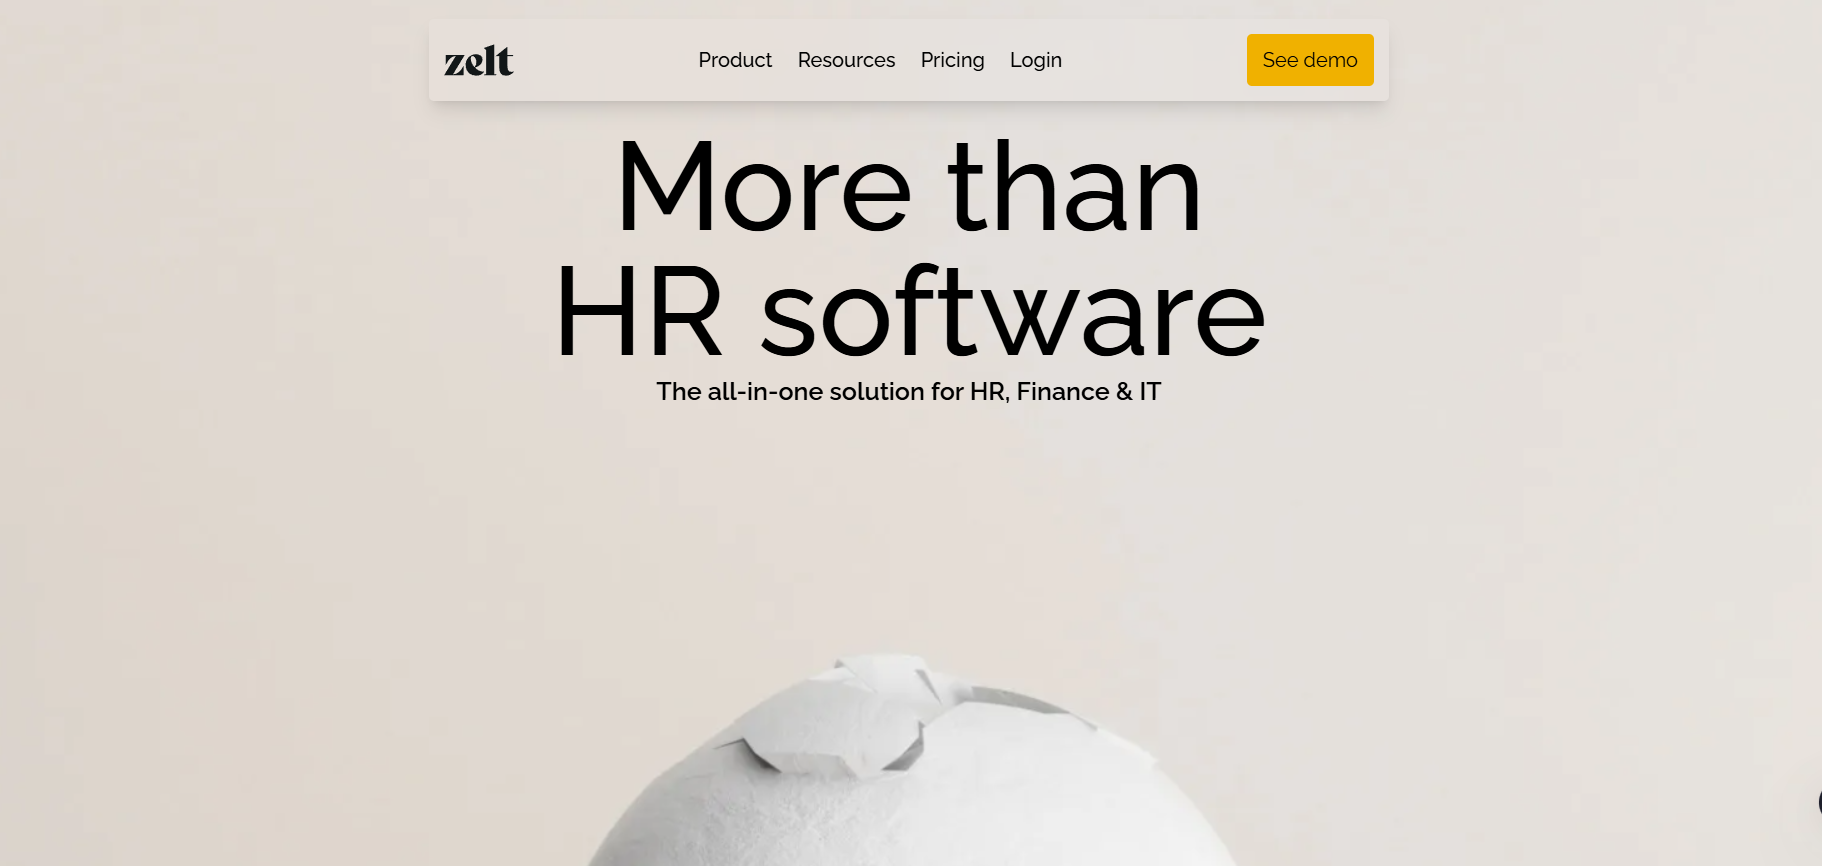 zelt
Product Resources Pricing Login
See demo
More than
HR software
The all-in-one solution for HR, Finance & IT